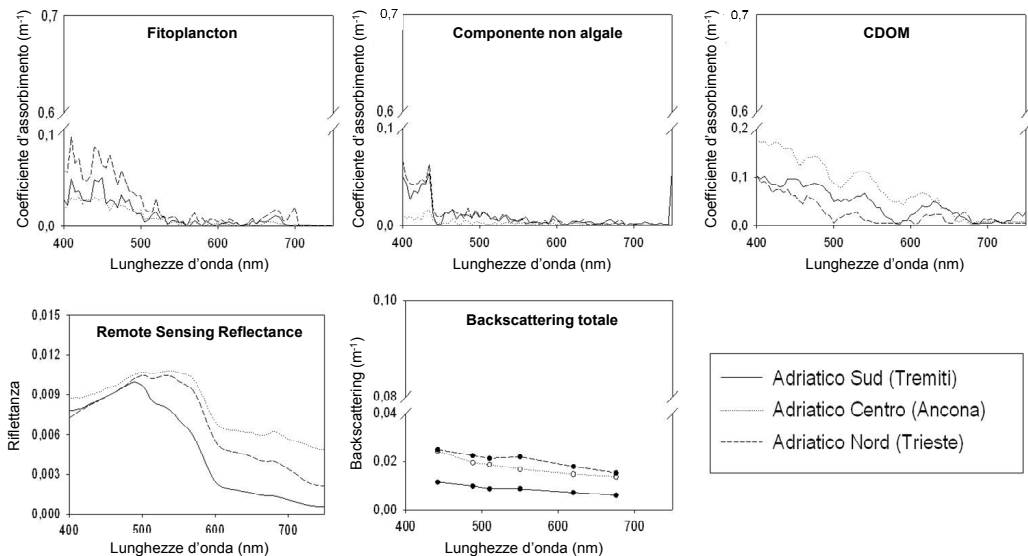 Fitoplancton
Coefficiente d'assorbimento (m⁻¹)
0,7
0,6
0,1
0,0
400 500 600 700
Lunghezze d'onda (nm)
Componente non algale
Coefficiente d'assorbimento (m⁻¹)
0,7
0,6
0,1
0,0
400 500 600 700
Lunghezze d'onda (nm)
CDOM
Coefficiente d'assorbimento (m⁻¹)
0,7
0,6
0,2
0,1
0,0
400 500 600 700
Lunghezze d'onda (nm)
Remote Sensing Reflectance
Riflettanza
0,015
0,012
0,009
0,006
0,003
0,000
400 500 600 700
Lunghezze d'onda (nm)
Backscattering totale
Backscattering (m⁻¹)
0,10
0,08
0,04
0,02
0,00
400 500 600 700
Lunghezze d'onda (nm)
Adriatico Sud (Tremiti)
Adriatico Centro (Ancona)
Adriatico Nord (Trieste)